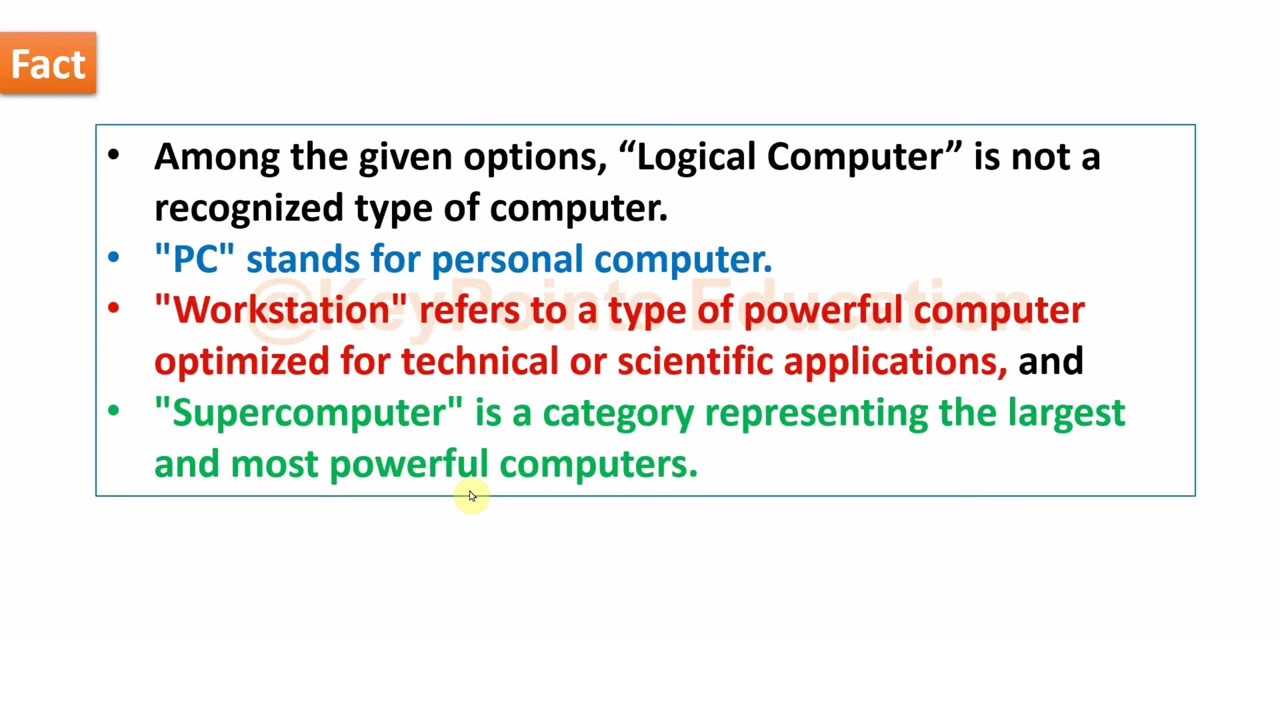 Fact
• Among the given options, “Logical Computer” is not a
recognized type of computer.
• "PC" stands for personal computer.
@KeyPoints Education
• "Workstation" refers to a type of powerful computer
optimized for technical or scientific applications, and
• "Supercomputer" is a category representing the largest
and most powerful computers.